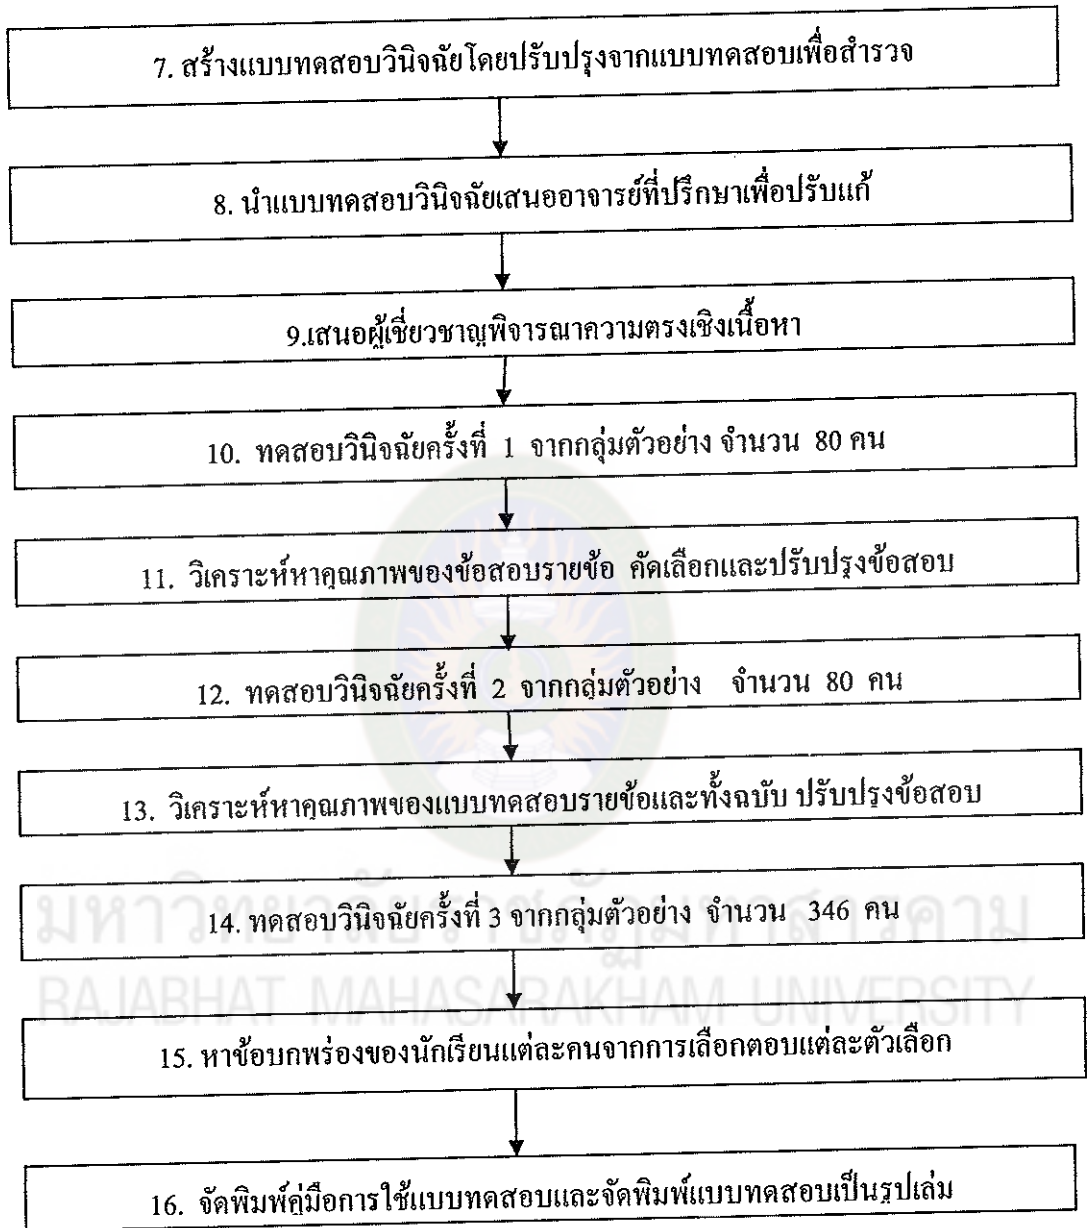 7. สร้างแบบทดสอบวินิจฉัยโดยปรับปรุงจากแบบทดสอบเพื่อสำรวจ
8. นำแบบทดสอบวินิจฉัยเสนออาจารย์ที่ปรึกษาเพื่อปรับแก้
9.เสนอผู้เชี่ยวชาญพิจารณาความตรงเชิงเนื้อหา
10. ทดสอบวินิจฉัยครั้งที่ 1 จากกลุ่มตัวอย่าง จำนวน 80 คน
11. วิเคราะห์หาคุณภาพของข้อสอบรายข้อ คัดเลือกและปรับปรุงข้อสอบ
12. ทดสอบวินิจฉัยครั้งที่ 2 จากกลุ่มตัวอย่าง จำนวน 80 คน
13. วิเคราะห์หาคุณภาพของแบบทดสอบรายข้อและทั้งฉบับ ปรับปรุงข้อสอบ
มหาวิทยาลัยราชภัฏมหาสารคาม
14. ทดสอบวินิจฉัยครั้งที่ 3 จากกลุ่มตัวอย่าง จำนวน 346 คน
RAJABHAT MAHASARAKHAM UNIVERSITY
15. หาข้อบกพร่องของนักเรียนแต่ละคนจากการเลือกตอบแต่ละตัวเลือก
16. จัดพิมพ์คู่มือการใช้แบบทดสอบและจัดพิมพ์แบบทดสอบเป็นรูปเล่ม